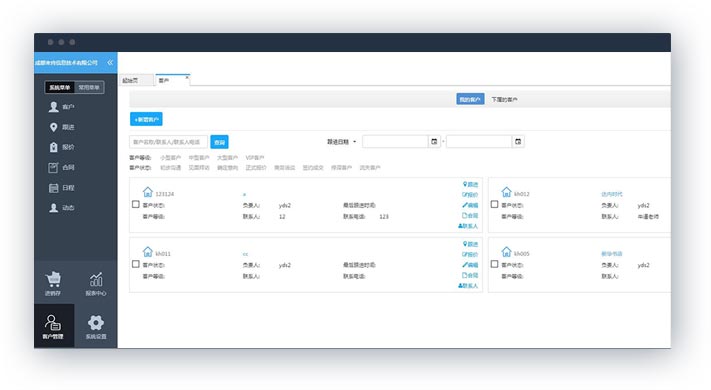 信息技术有限公司 《
系统菜单 常用菜单
客户
跟进
报价
合同
日程
动态
进销存 报表中心
客户管理 系统设置
起始页 客户 ×
我的客户 下属的客户
+新增客户
客户名称/联系人/联系人电话 查询 跟进日期 -
客户等级: 小型客户 中型客户 大型客户 VIP客户
客户状态: 初步沟通 见面拜访 确定意向 正式报价 商务洽谈 签约成交 停滞客户 流失客户
123124 a 跟进
报价
客户状态: 负责人: yds2 最后跟进时间: 编辑
客户等级: 联系人: 12 联系电话: 123 合同
联系人
kh012 达内时代
客户状态: 负责人: yds2
客户等级: 联系人:
kh011 ss 跟进
报价
客户状态: 负责人: yds2 最后跟进时间: 编辑
客户等级: 联系人: 联系电话: 合同
联系人
kh005 新华书店
客户状态: 负责人: yds2
客户等级: 联系人: